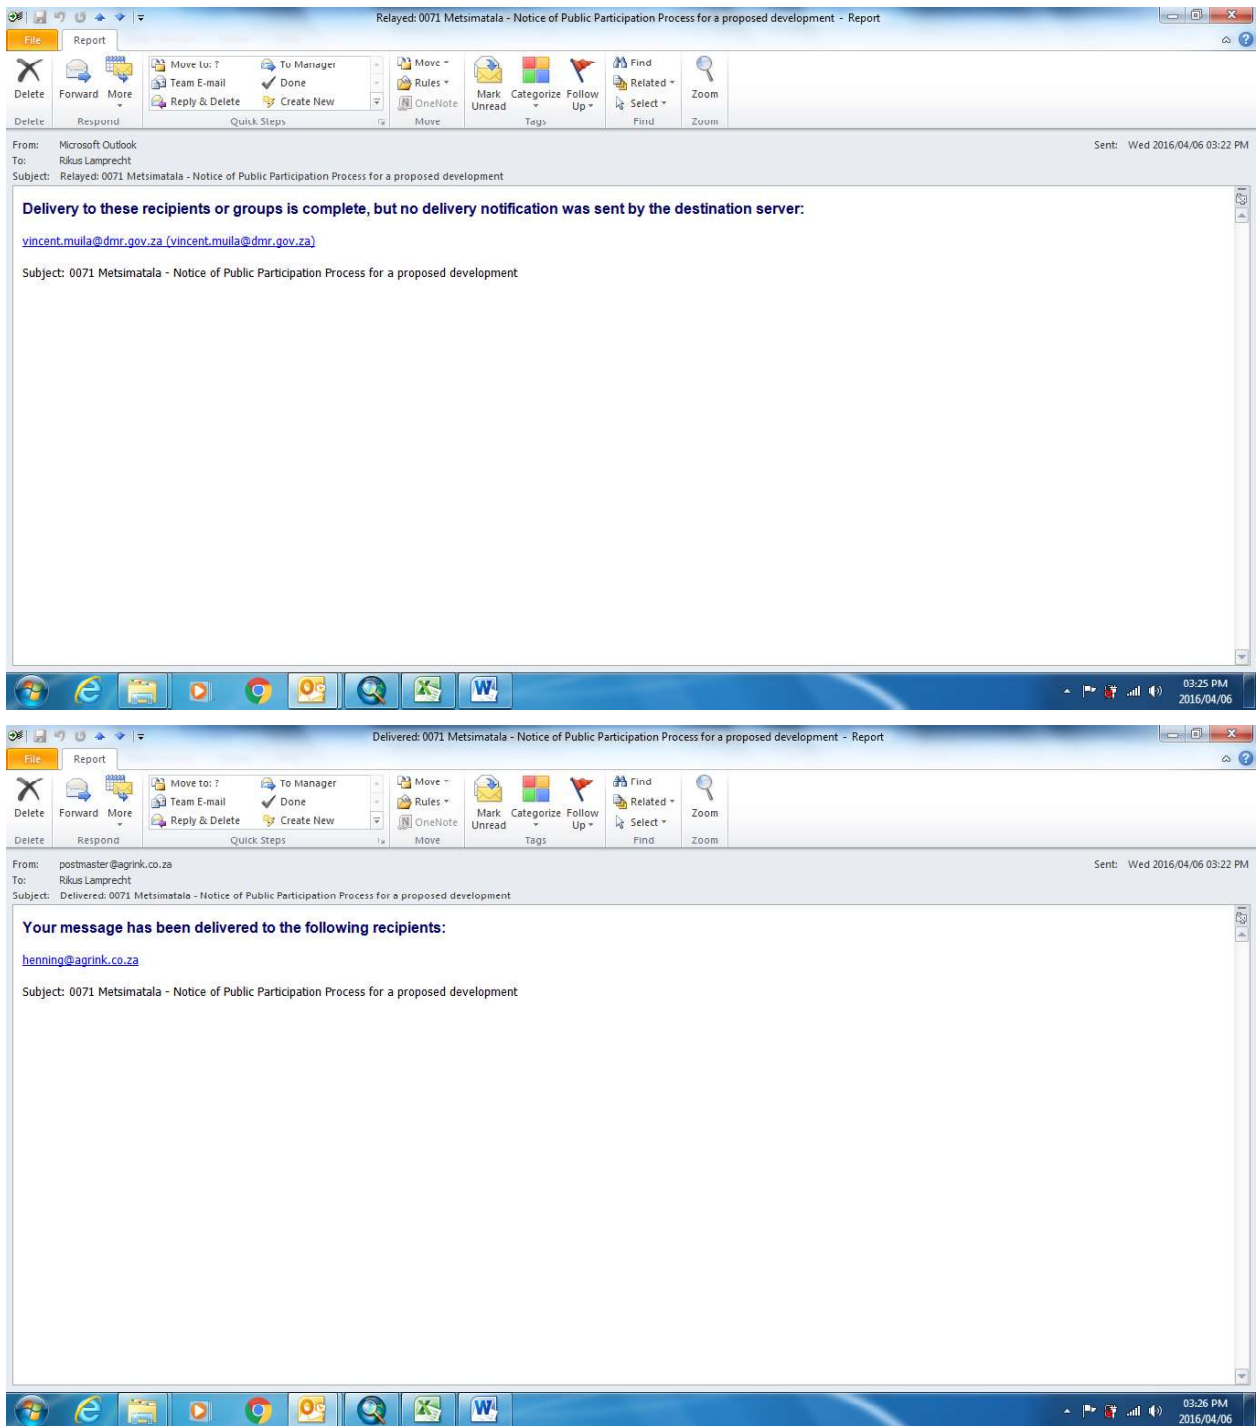 Relayed: 0071 Metsimatala - Notice of Public Participation Process for a proposed development - Report
File Report
Move to: ? To Manager Move Find
Team E-mail Done Rules Related
Delete Forward More Reply & Delete Create New OneNote Mark Unread Categorize Follow Up Select Zoom
Delete Respond Quick Steps Move Tags Find Zoom
From: Microsoft Outlook Sent: Wed 2016/04/06 03:22 PM
To: Rikus Lamprecht
Subject: Relayed: 0071 Metsimatala - Notice of Public Participation Process for a proposed development
Delivery to these recipients or groups is complete, but no delivery notification was sent by the destination server:
vincent.muila@dmr.gov.za (vincent.muila@dmr.gov.za)
Subject: 0071 Metsimatala - Notice of Public Participation Process for a proposed development
03:25 PM
2016/04/06
Delivered: 0071 Metsimatala - Notice of Public Participation Process for a proposed development - Report
File Report
Move to: ? To Manager Move Find
Team E-mail Done Rules Related
Delete Forward More Reply & Delete Create New OneNote Mark Unread Categorize Follow Up Select Zoom
Delete Respond Quick Steps Move Tags Find Zoom
From: postmaster@agrink.co.za Sent: Wed 2016/04/06 03:22 PM
To: Rikus Lamprecht
Subject: Delivered: 0071 Metsimatala - Notice of Public Participation Process for a proposed development
Your message has been delivered to the following recipients:
henning@agrink.co.za
Subject: 0071 Metsimatala - Notice of Public Participation Process for a proposed development
03:26 PM
2016/04/06